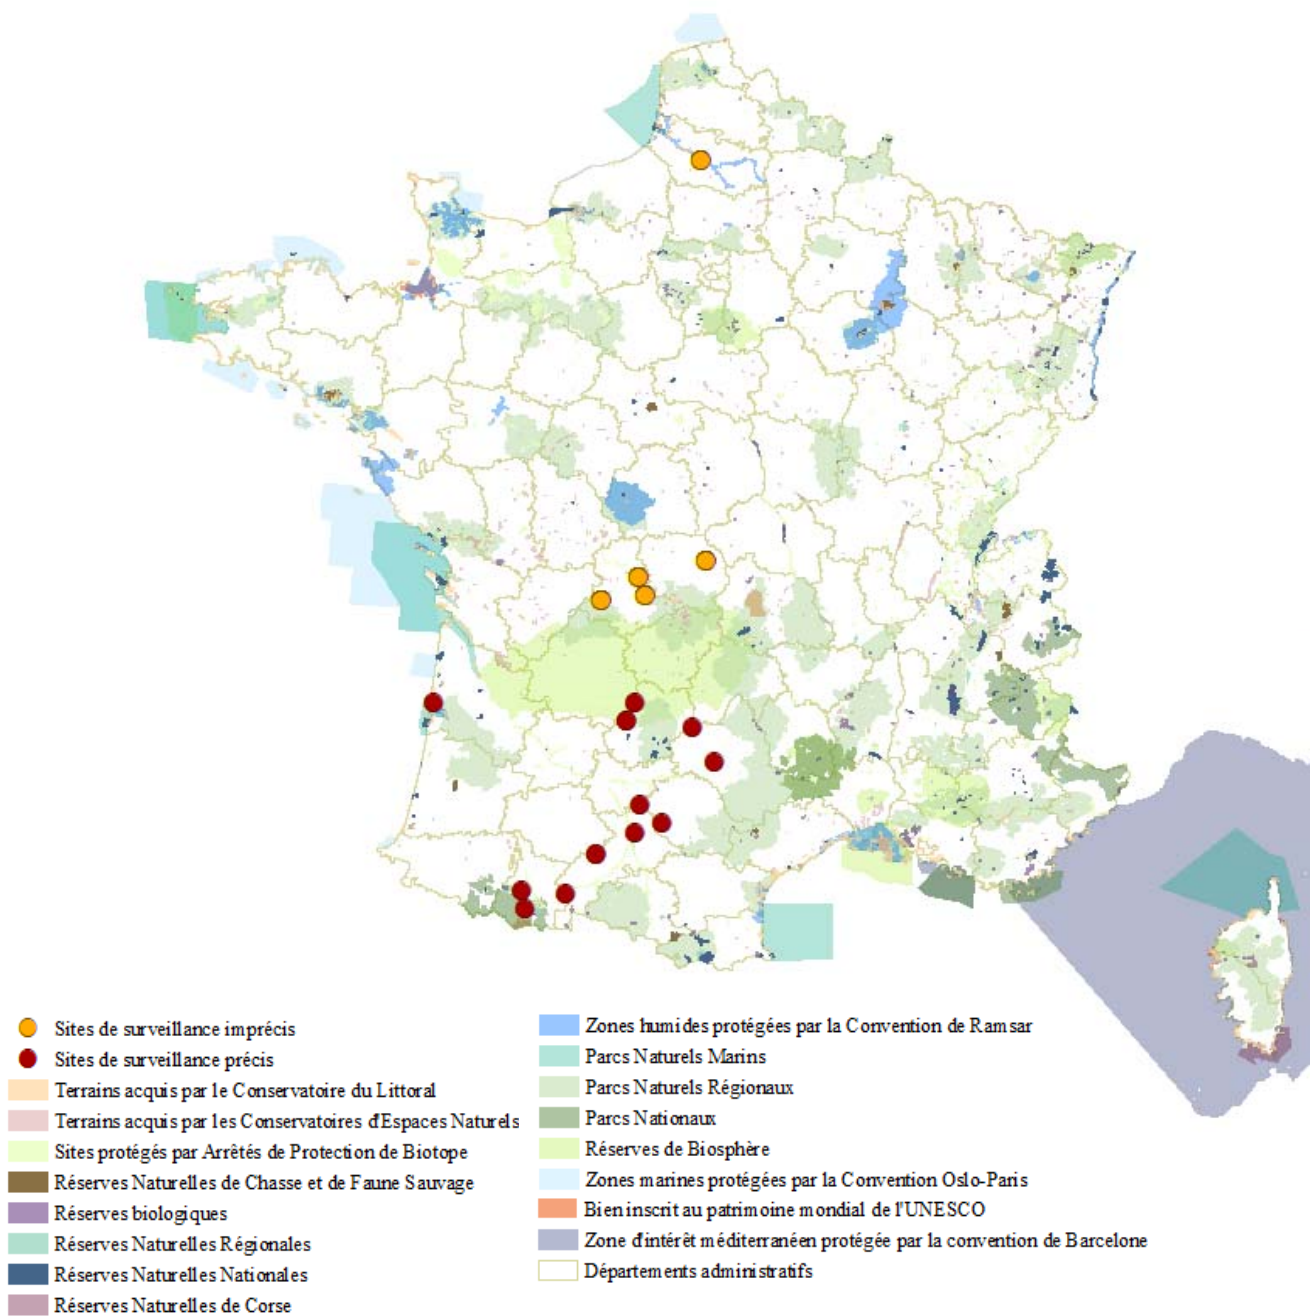 Sites de surveillance imprécis
Sites de surveillance précis
Terrains acquis par le Conservatoire du Littoral
Terrains acquis par les Conservatoires d'Espaces Naturels
Sites protégés par Arrêtés de Protection de Biotope
Réserves Naturelles de Chasse et de Faune Sauvage
Réserves biologiques
Réserves Naturelles Régionales
Réserves Naturelles Nationales
Réserves Naturelles de Corse
Zones humides protégées par la Convention de Ramsar
Parcs Naturels Marins
Parcs Naturels Régionaux
Parcs Nationaux
Réserves de Biosphère
Zones marines protégées par la Convention Oslo-Paris
Bien inscrit au patrimoine mondial de l'UNESCO
Zone d'intérêt méditerranéen protégée par la convention de Barcelone
Départements administratifs